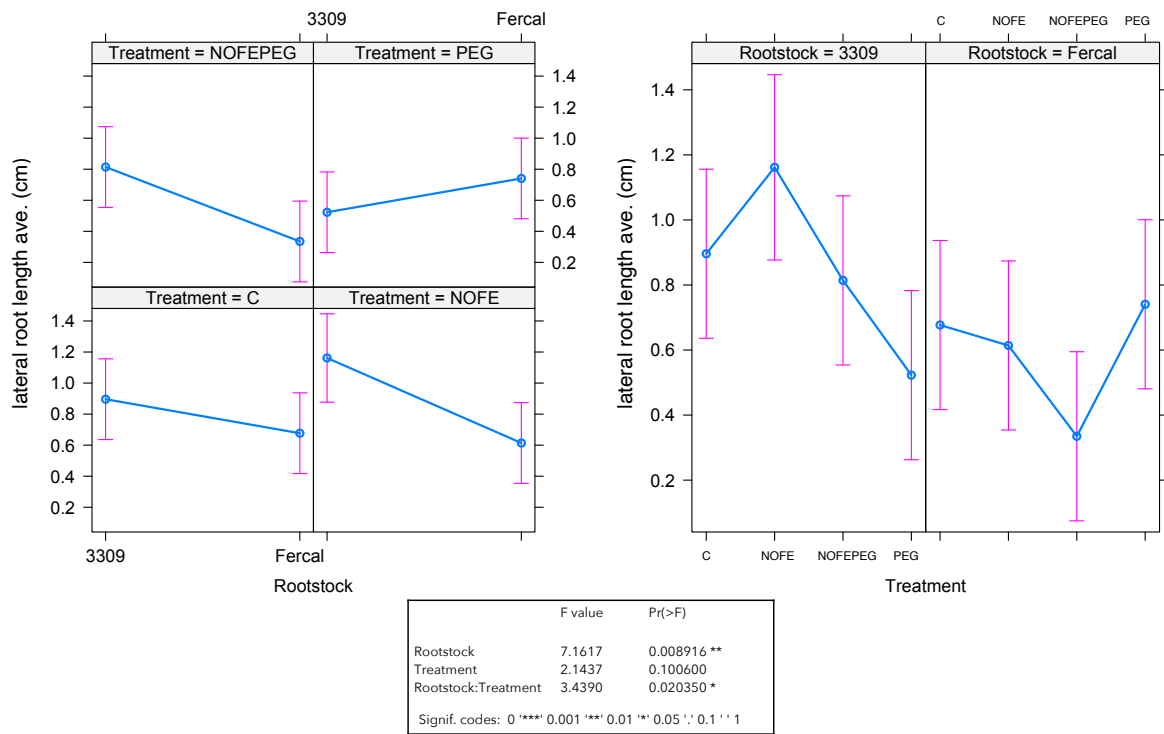 3309 Fercal
Treatment = NOFEPEG Treatment = PEG
1.4
1.2
1.0
0.8
0.6
0.4
0.2
Treatment = C Treatment = NOFE
1.4
1.2
1.0
0.8
0.6
0.4
0.2
lateral root length ave. (cm)
3309 Fercal
Rootstock
C NOFE NOFEPEG PEG
Rootstock = 3309 Rootstock = Fercal
1.4
1.2
1.0
0.8
0.6
0.4
0.2
lateral root length ave. (cm)
C NOFE NOFEPEG PEG
Treatment
F value Pr(>F)
Rootstock 7.1617 0.008916 **
Treatment 2.1437 0.100600
Rootstock:Treatment 3.4390 0.020350 *
Signif. codes: 0 '***' 0.001 '**' 0.01 '*' 0.05 '.' 0.1 ' ' 1